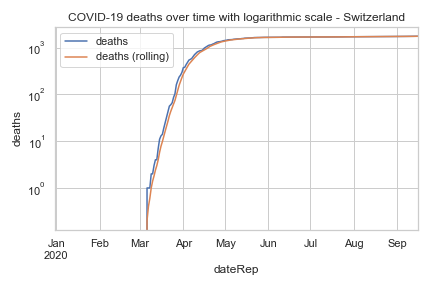 COVID-19 deaths over time with logarithmic scale - Switzerland
deaths
deaths (rolling)
deaths
10³
10²
10¹
10⁰
Jan Feb Mar Apr May Jun Jul Aug Sep
2020
dateRep